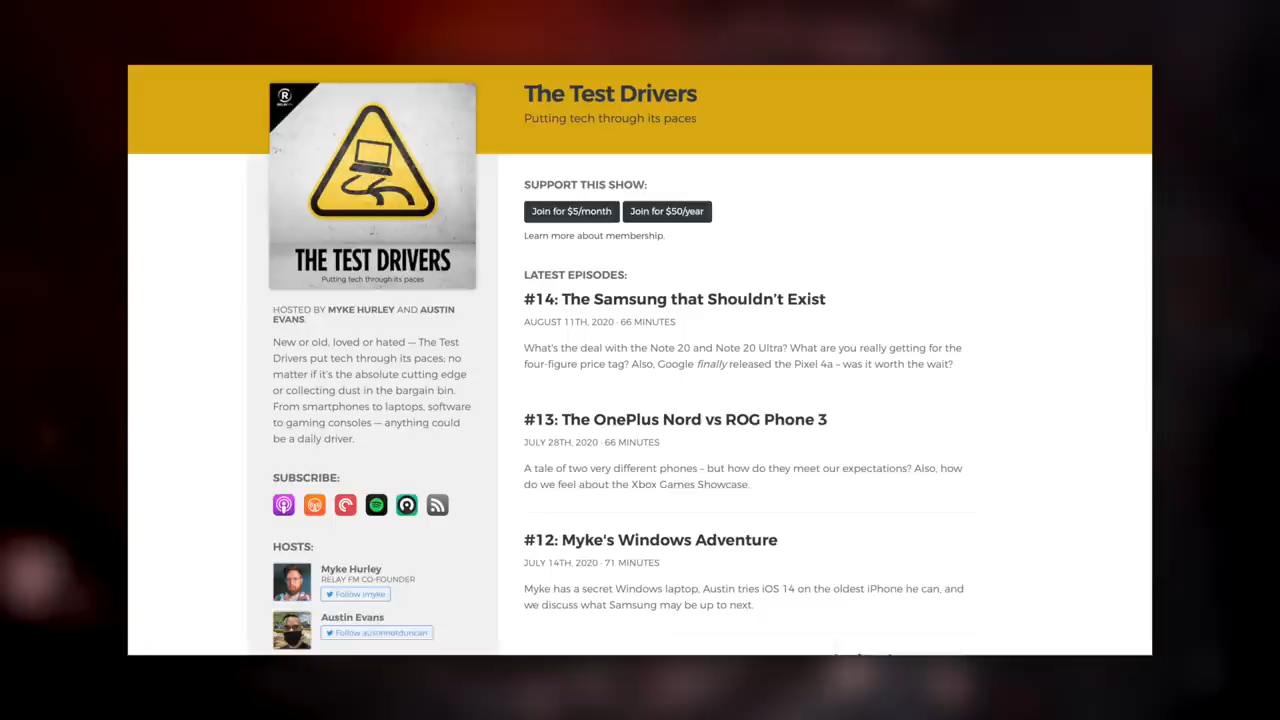 The Test Drivers
Putting tech through its paces
R
THE TEST DRIVERS
Putting tech through its paces
HOSTED BY MYKE HURLEY AND AUSTIN
EVANS.
New or old, loved or hated — The Test
Drivers put tech through its paces; no
matter if it's the absolute cutting edge
or collecting dust in the bargain bin.
From smartphones to laptops, software
to gaming consoles — anything could
be a daily driver.
SUBSCRIBE:
HOSTS:
Myke Hurley
RELAY FM CO-FOUNDER
Follow imyke
Austin Evans
Follow austinnotduncan
SUPPORT THIS SHOW:
Join for $5/month Join for $50/year
Learn more about membership.
LATEST EPISODES:
#14: The Samsung that Shouldn't Exist
AUGUST 11TH, 2020 · 66 MINUTES
What's the deal with the Note 20 and Note 20 Ultra? What are you really getting for the
four-figure price tag? Also, Google finally released the Pixel 4a – was it worth the wait?
#13: The OnePlus Nord vs ROG Phone 3
JULY 28TH, 2020 · 66 MINUTES
A tale of two very different phones – but how do they meet our expectations? Also, how
do we feel about the Xbox Games Showcase.
#12: Myke's Windows Adventure
JULY 14TH, 2020 · 71 MINUTES
Myke has a secret Windows laptop, Austin tries iOS 14 on the oldest iPhone he can, and
we discuss what Samsung may be up to next.